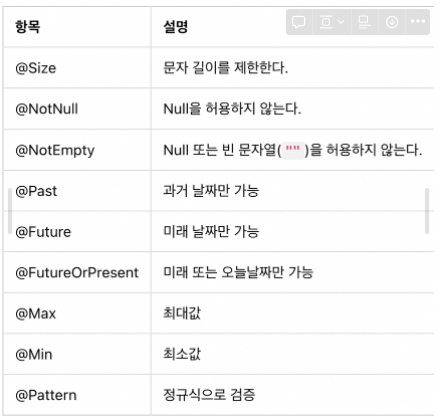 항목 설명
@Size 문자 길이를 제한한다.
@NotNull Null을 허용하지 않는다.
@NotEmpty Null 또는 빈 문자열("")을 허용하지 않는다.
@Past 과거 날짜만 가능
@Future 미래 날짜만 가능
@FutureOrPresent 미래 또는 오늘날짜만 가능
@Max 최대값
@Min 최소값
@Pattern 정규식으로 검증